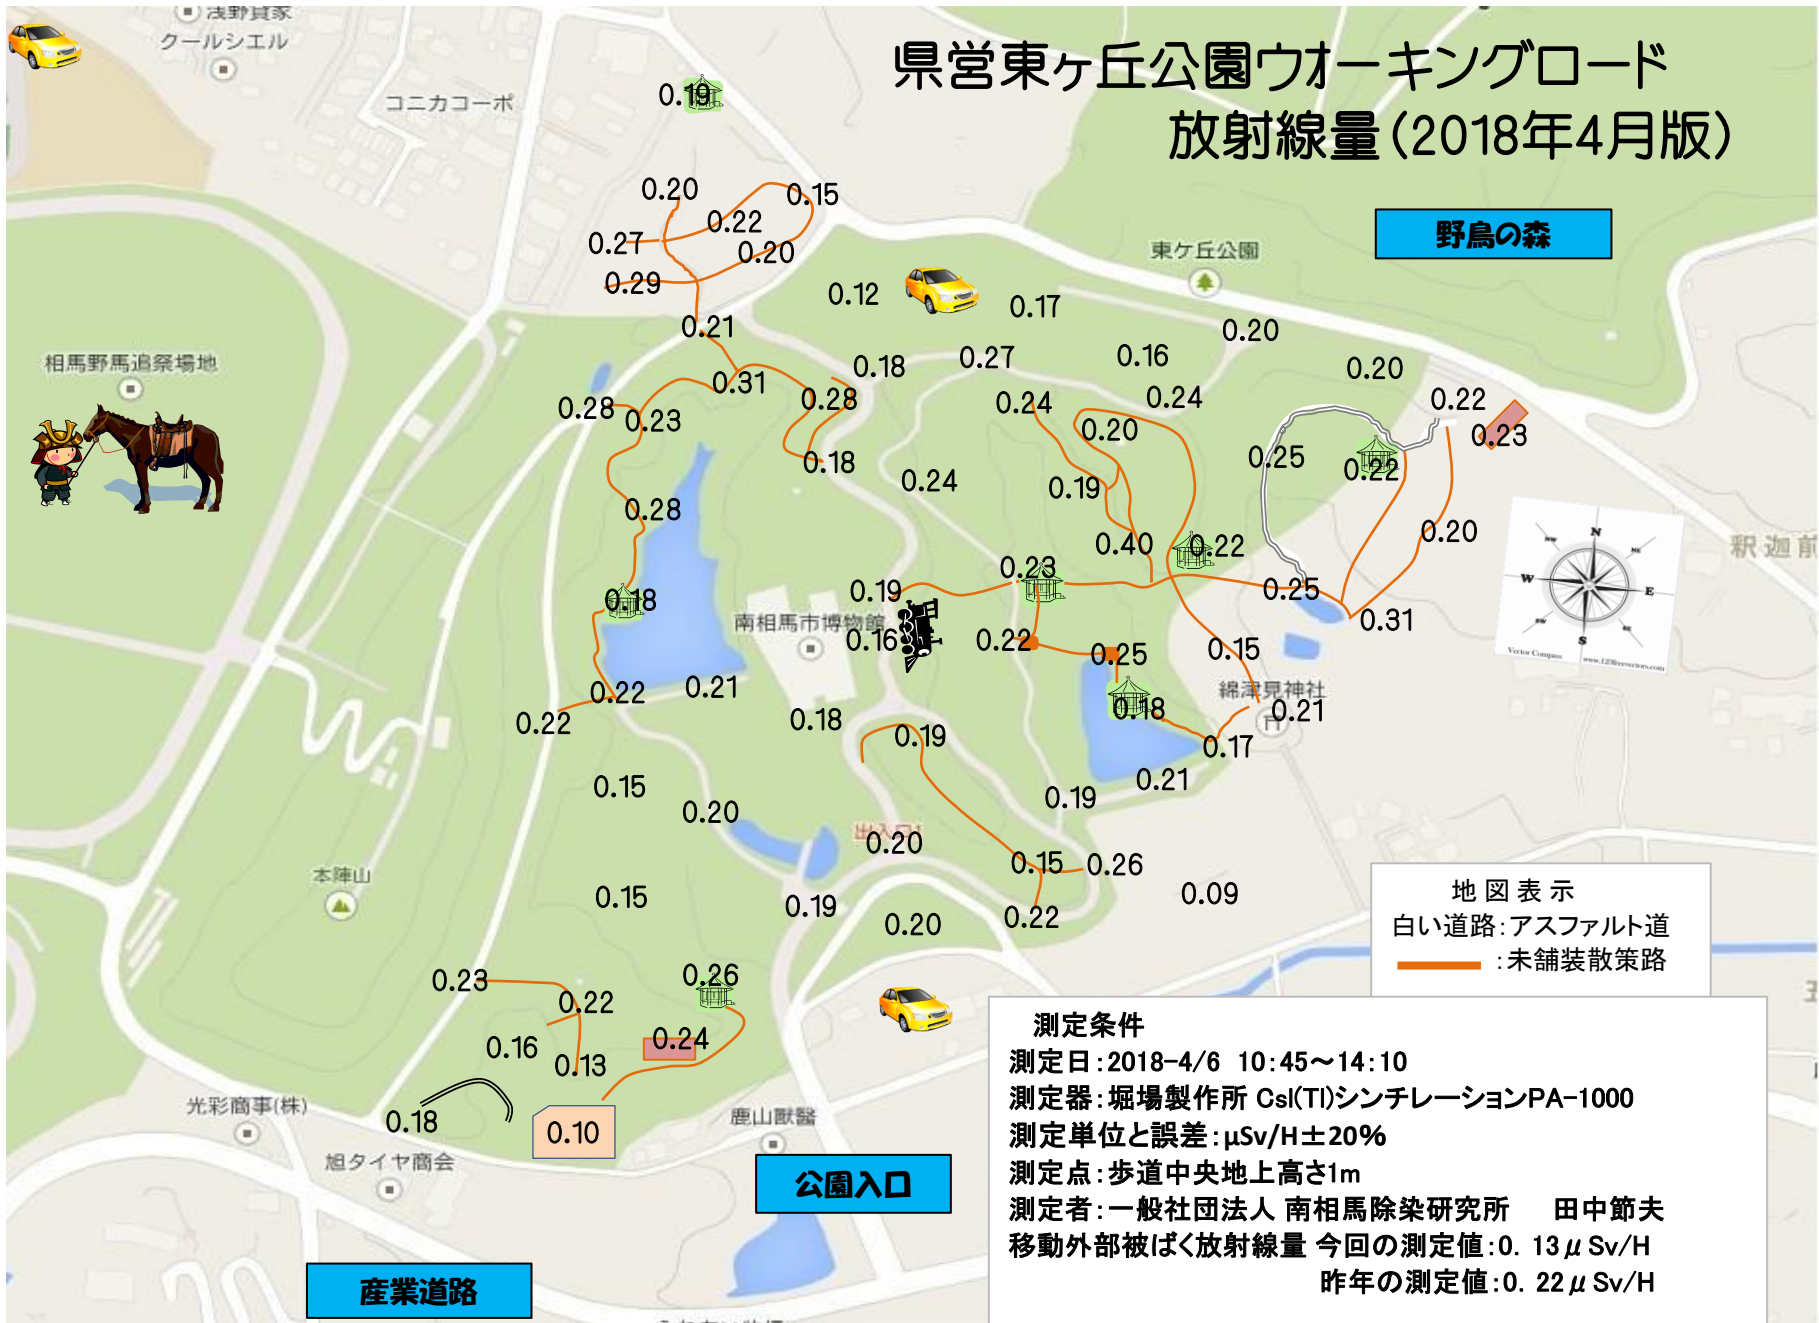 浅野貸家
クールシエル
コニカコーポ
県営東ヶ丘公園ウオーキングロード
放射線量(2018年4月版)
0.19
0.20
0.15
0.22
0.27
0.20
0.29
野鳥の森
東ケ丘公園
0.12
0.17
0.21
0.20
相馬野馬追祭場地
0.18
0.27
0.16
0.20
0.31
0.28
0.24
0.24
0.22
0.28
0.23
0.20
0.23
0.18
0.25
0.22
0.24
0.19
0.28
0.40
0.22
0.20
釈迦前
N
NW
NE
W
E
SW
SE
S
Vector Compass
www.123freevectors.com
0.23
0.19
0.25
0.18
0.31
南相馬市博物館
0.16
0.22
0.25
0.15
0.22
0.21
綿津見神社
0.18
0.21
0.22
0.18
0.19
0.17
0.15
0.21
0.19
0.20
出入口1
0.20
0.15
0.26
本陣山
0.15
0.19
0.22
0.09
0.20
地図表示
白い道路:アスファルト道
:未舗装散策路
0.23
0.26
0.22
0.24
0.16
0.13
光彩商事(株)
0.18
0.10
鹿山獣醫
旭タイヤ商会
公園入口
産業道路
測定条件
測定日:2018-4/6 10:45～14:10
測定器:堀場製作所 CsI(Tl)シンチレーションPA-1000
測定単位と誤差:μSv/H±20%
測定点:歩道中央地上高さ1m
測定者:一般社団法人 南相馬除染研究所 田中節夫
移動外部被ばく放射線量 今回の測定値:0. 13μSv/H
昨年の測定値:0. 22μSv/H